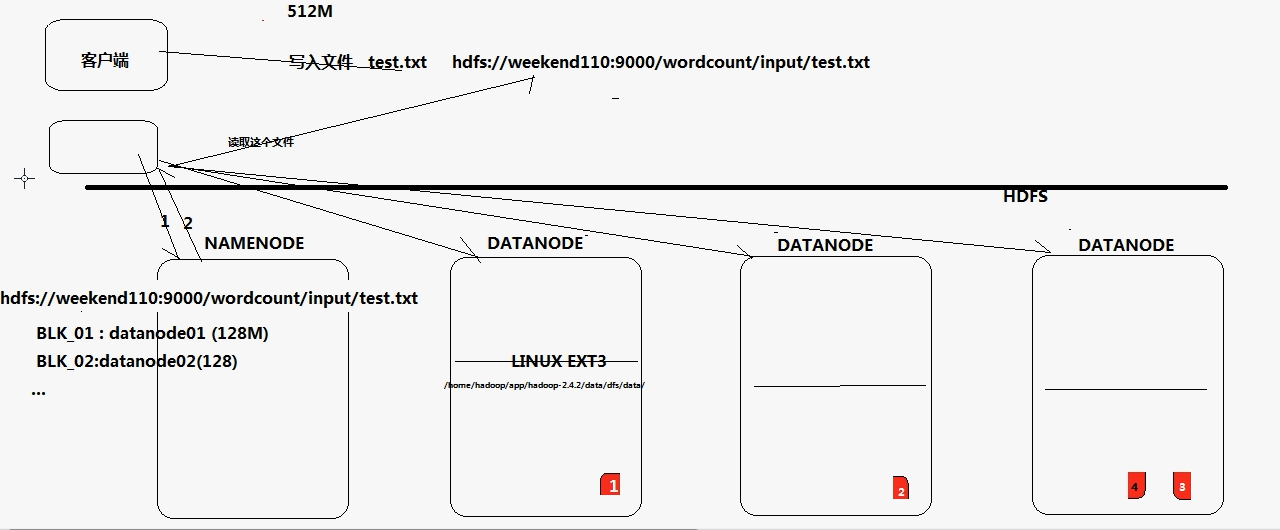 512M
客户端
写入文件 test.txt hdfs://weekend110:9000/wordcount/input/test.txt
读取这个文件
HDFS
1 2
NAMENODE
DATANODE
DATANODE
DATANODE
hdfs://weekend110:9000/wordcount/input/test.txt
BLK_01 : datanode01 (128M)
BLK_02:datanode02(128)
...
LINUX EXT3
/home/hadoop/app/hadoop-2.4.2/data/dfs/data/
1
2
4
3